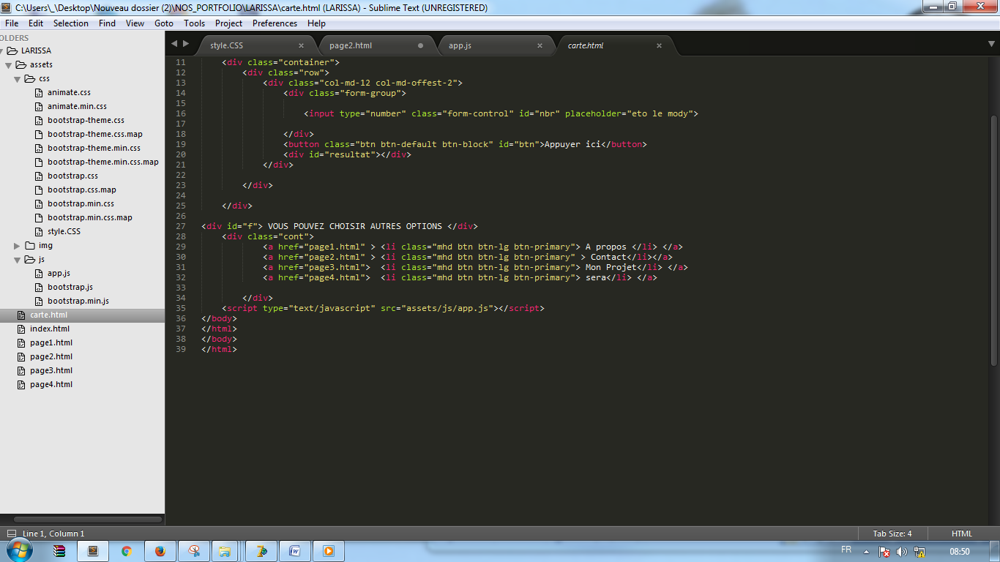 C:\Users\_\Desktop\Nouveau dossier (2)\NOS_PORTFOLIO\LARISSA\carte.html (LARISSA) - Sublime Text (UNREGISTERED)
File Edit Selection Find View Goto Tools Project Preferences Help
OLDERS
LARISSA
assets
css
animate.css
animate.min.css
bootstrap-theme.css
bootstrap-theme.css.map
bootstrap-theme.min.css
bootstrap-theme.min.css.map
bootstrap.css
bootstrap.css.map
bootstrap.min.css
bootstrap.min.css.map
style.CSS
img
js
app.js
bootstrap.js
bootstrap.min.js
carte.html
index.html
page1.html
page2.html
page3.html
page4.html
style.CSS page2.html app.js carte.html
11 <div class="container">
12 <div class="row">
13 <div class="col-md-12 col-md-offest-2">
14 <div class="form-group">
15
16 <input type="number" class="form-control" id="nbr" placeholder="eto le mody">
17
18 </div>
19 <button class="btn btn-default btn-block" id="btn">Appuyer ici</button>
20 <div id="resultat"></div>
21 </div>
22
23 </div>
24
25 </div>
26
27 <div id="f"> VOUS POUVEZ CHOISIR AUTRES OPTIONS </div>
28 <div class="cont">
29 <a href="page1.html" > <li class="mhd btn btn-lg btn-primary"> A propos </li> </a>
30 <a href="page2.html" > <li class="mhd btn btn-lg btn-primary" > Contact</li></a>
31 <a href="page3.html"> <li class="mhd btn btn-lg btn-primary"> Mon Projet</li> </a>
32 <a href="page4.html"> <li class="mhd btn btn-lg btn-primary"> sera</li> </a>
33
34 </div>
35 <script type="text/javascript" src="assets/js/app.js"></script>
36 </body>
37 </html>
38 </body>
39 </html>
Line 1, Column 1 Tab Size: 4 HTML
FR 08:50